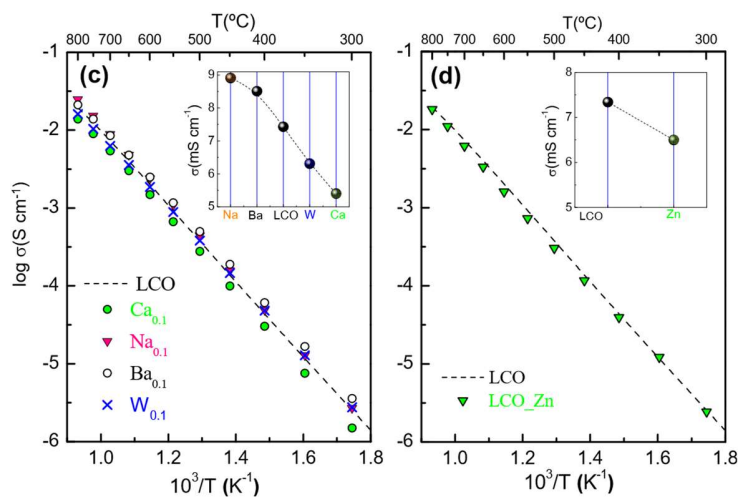 T(ºC)
800 700 600 500 400 300
(c)
-1
-2
-3
-4
-5
-6
log σ(S cm⁻¹)
9
8
7
6
5
σ(mS cm⁻¹)
Na Ba LCO W Ca
LCO
Ca₀.₁
Na₀.₁
Ba₀.₁
W₀.₁
1.0 1.2 1.4 1.6 1.8
10³/T (K⁻¹)
T(ºC)
800 700 600 500 400 300
(d)
8
7
6
5
σ(mS cm⁻¹)
LCO Zn
LCO
LCO_Zn
1.0 1.2 1.4 1.6 1.8
10³/T (K⁻¹)